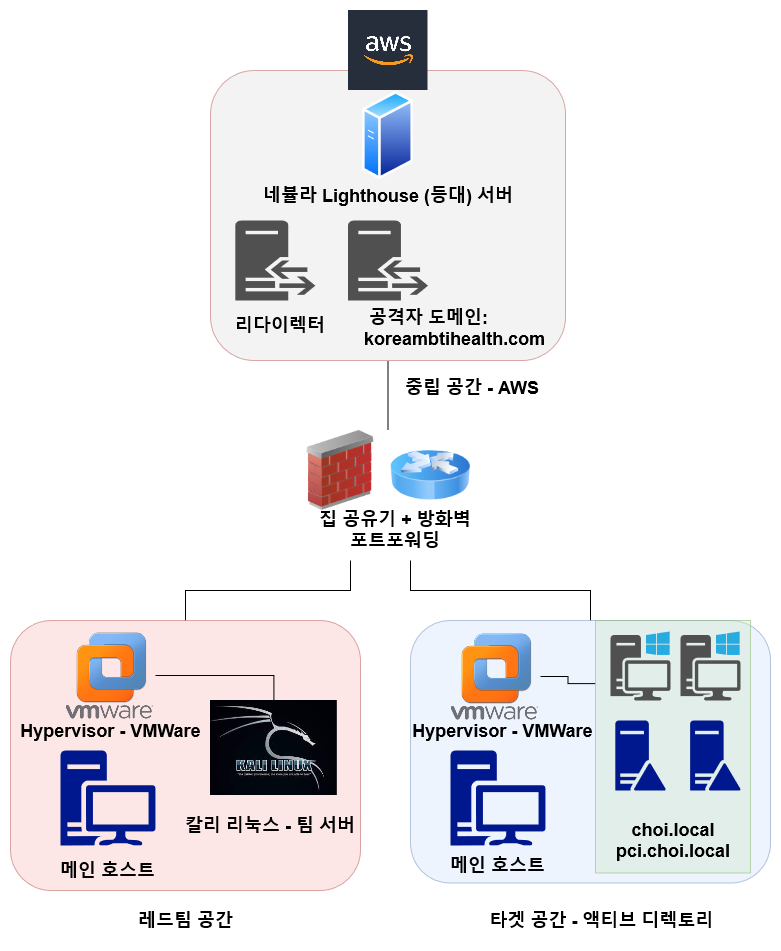 aws
네뷸라 Lighthouse (등대) 서버
리다이렉터
공격자 도메인:
koreambtihealth.com
중립 공간 - AWS
집 공유기 + 방화벽
포트포워딩
vmware
Hypervisor - VMWare
KALI LINUX
칼리 리눅스 - 팀 서버
메인 호스트
레드팀 공간
vmware
Hypervisor - VMWare
메인 호스트
choi.local
pci.choi.local
타겟 공간 - 액티브 디렉토리